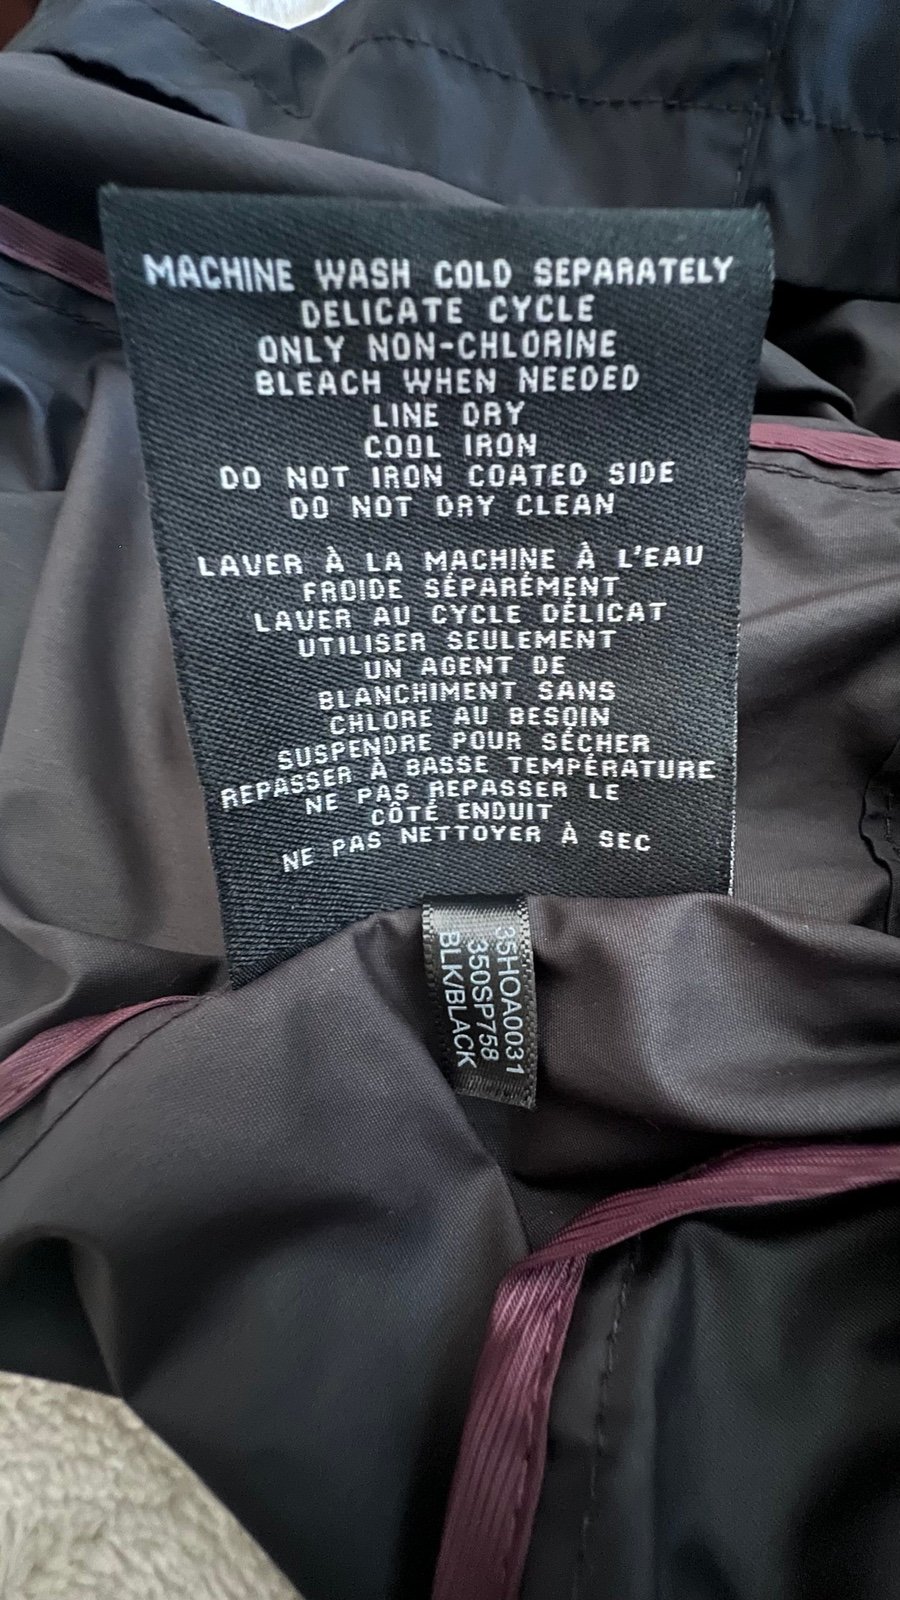 MACHINE WASH COLD SEPARATELY
DELICATE CYCLE
ONLY NON-CHLORINE
BLEACH WHEN NEEDED
LINE DRY
COOL IRON
DO NOT IRON COATED SIDE
DO NOT DRY CLEAN
LAVER À LA MACHINE À L'EAU
FROIDE SÉPARÉMENT
LAVER AU CYCLE DÉLICAT
UTILISER SEULEMENT
UN AGENT DE
BLANCHIMENT SANS
CHLORE AU BESOIN
SUSPENDRE POUR SÉCHER
REPASSER À BASSE TEMPÉRATURE
NE PAS REPASSER LE
CÔTÉ ENDUIT
NE PAS NETTOYER À SEC
35HOA0031
350SP758
BLK/BLACK